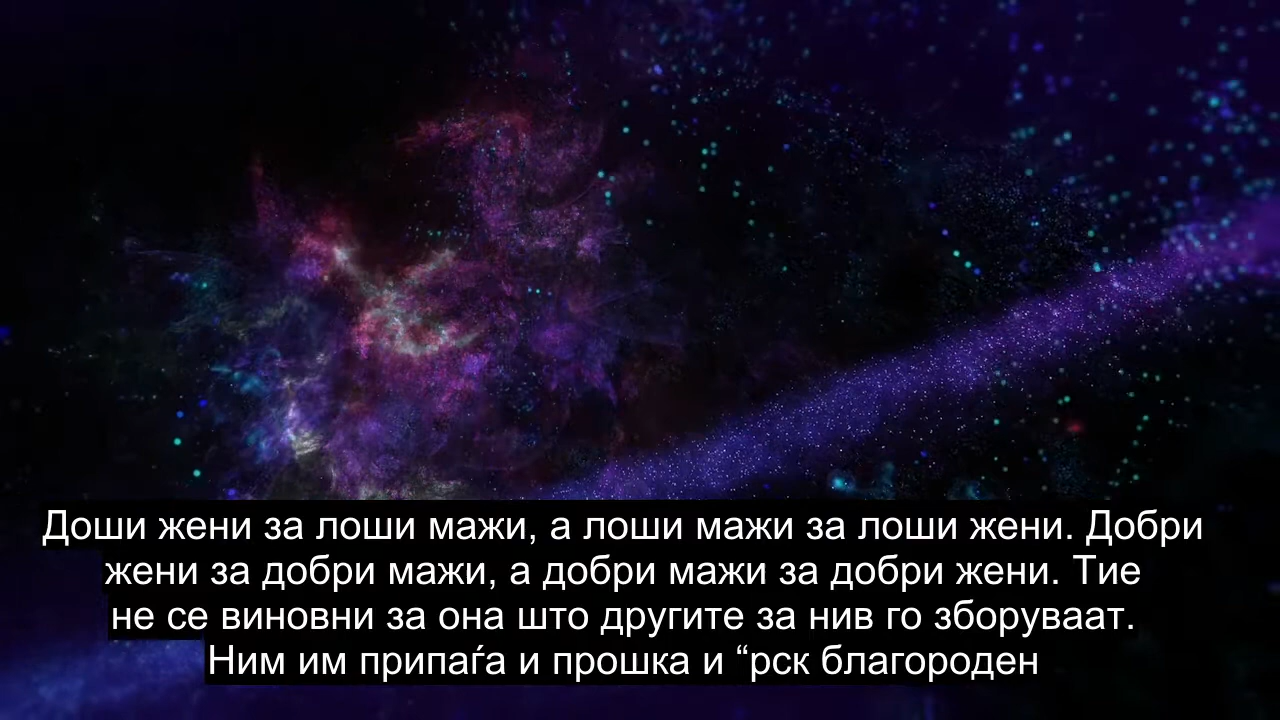 Доши жени за лоши мажи, а лоши мажи за лоши жени. Добри
жени за добри мажи, а добри мажи за добри жени. Тие
не се виновни за она што другите за нив го зборуваат.
Ним им припаѓа и прошка и “рск благороден